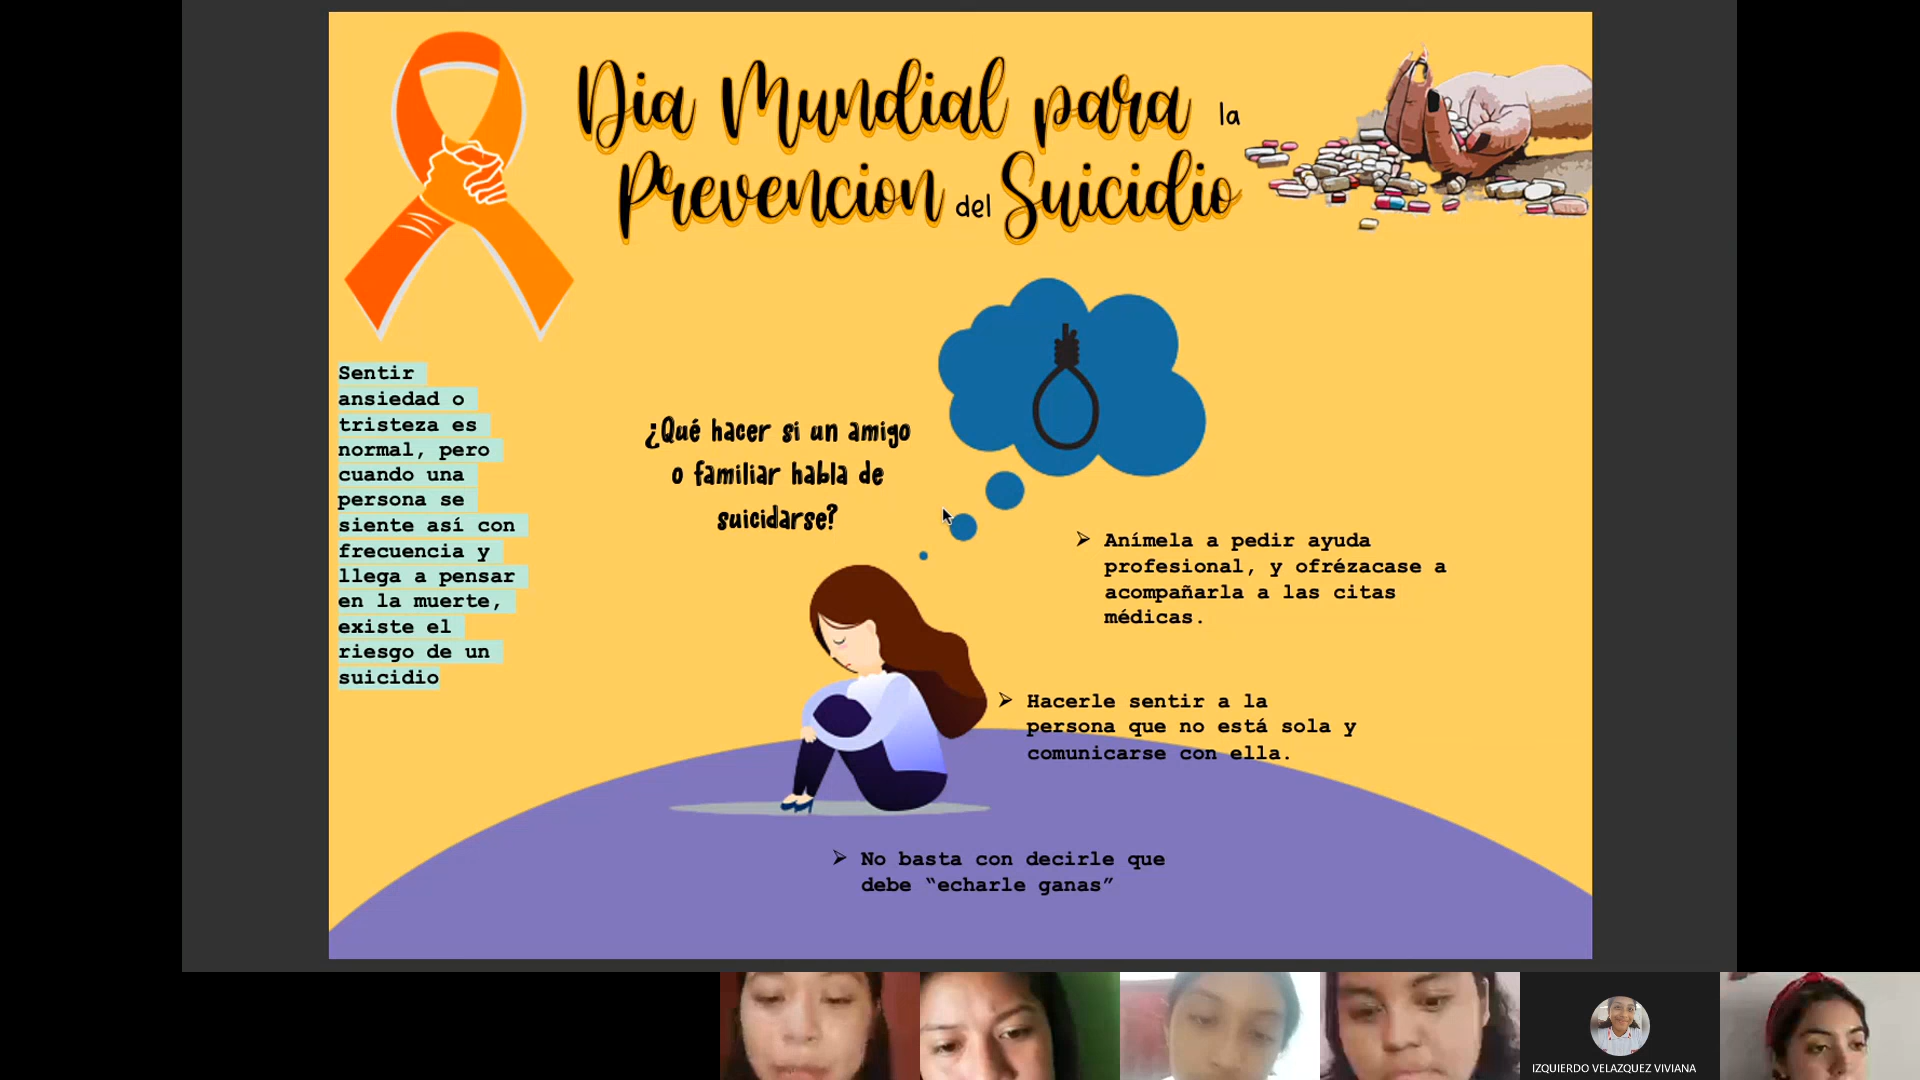 Dia Mundial para la
Prevencion del Suicidio
Sentir
ansiedad o
tristeza es
normal, pero
cuando una
persona se
siente así con
frecuencia y
llega a pensar
en la muerte,
existe el
riesgo de un
suicidio
¿Qué hacer si un amigo
o familiar habla de
suicidarse?
➢ Anímela a pedir ayuda
profesional, y ofrézacase a
acompañarla a las citas
médicas.
➢ Hacerle sentir a la
persona que no está sola y
comunicarse con ella.
➢ No basta con decirle que
debe “echarle ganas”
IZQUIERDO VELAZQUEZ VIVIANA